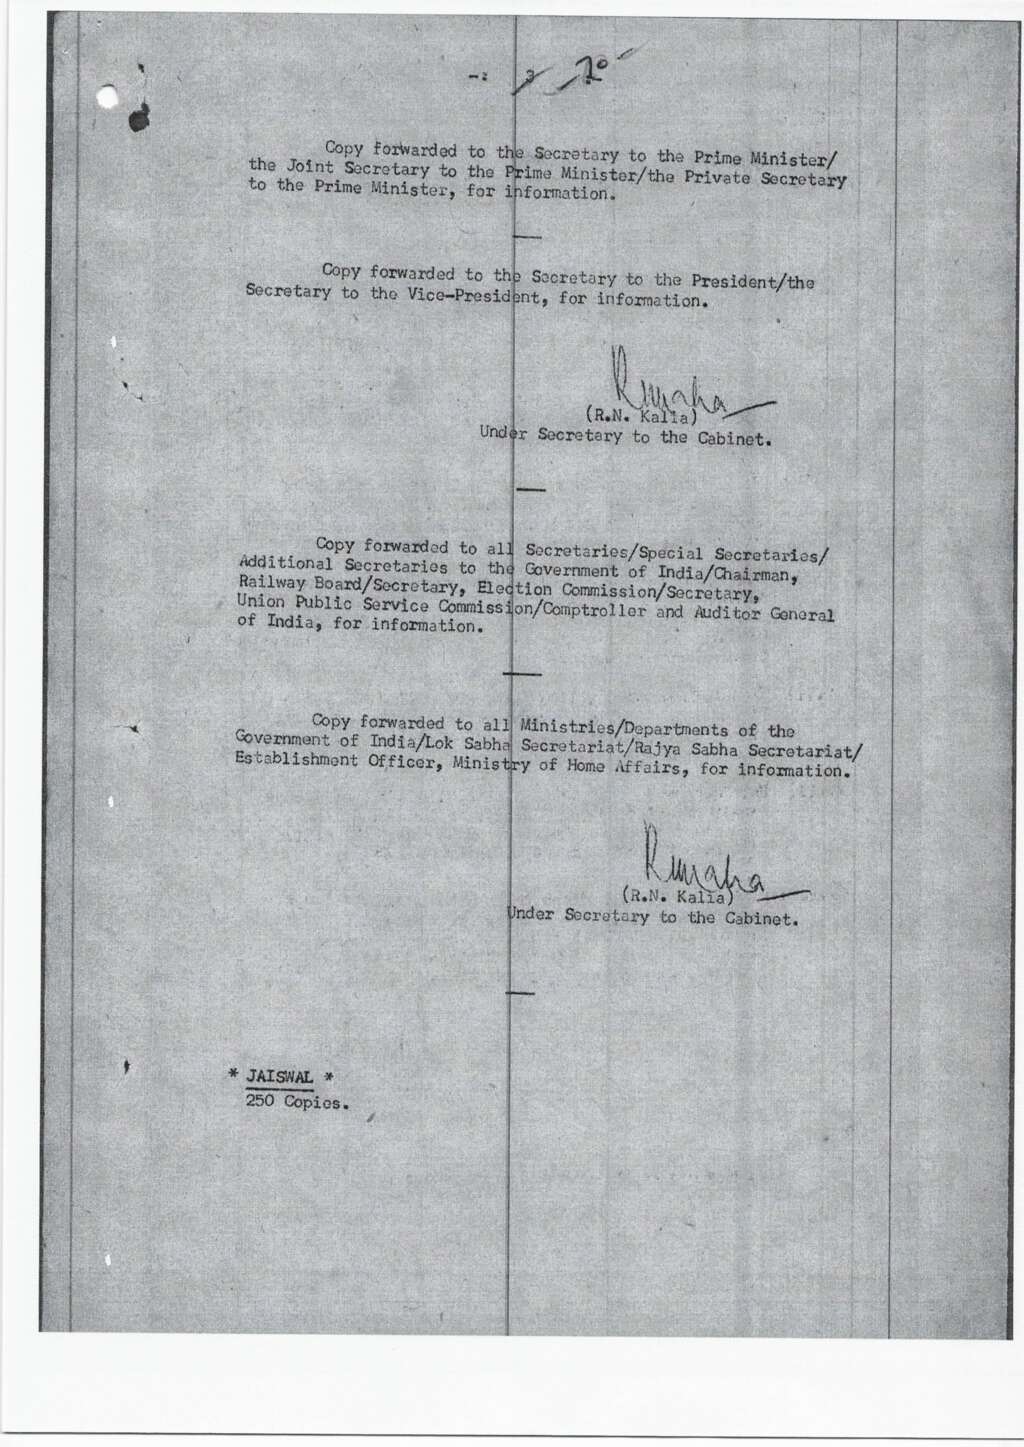 -: 3
20
Copy forwarded to the Secretary to the Prime Minister/
the Joint Secretary to the Prime Minister/the Private Secretary
to the Prime Minister, for information.
Copy forwarded to the Secretary to the President/the
Secretary to the Vice-President, for information.
(R.N. Kalia)
Under Secretary to the Cabinet.
Copy forwarded to all Secretaries/Special Secretaries/
Additional Secretaries to the Government of India/Chairman,
Railway Board/Secretary, Election Commission/Secretary,
Union Public Service Commission/Comptroller and Auditor General
of India, for information.
Copy forwarded to all Ministries/Departments of the
Government of India/Lok Sabha Secretariat/Rajya Sabha Secretariat/
Establishment Officer, Ministry of Home Affairs, for information.
(R.N. Kalia)
Under Secretary to the Cabinet.
* JAISWAL *
250 Copies.